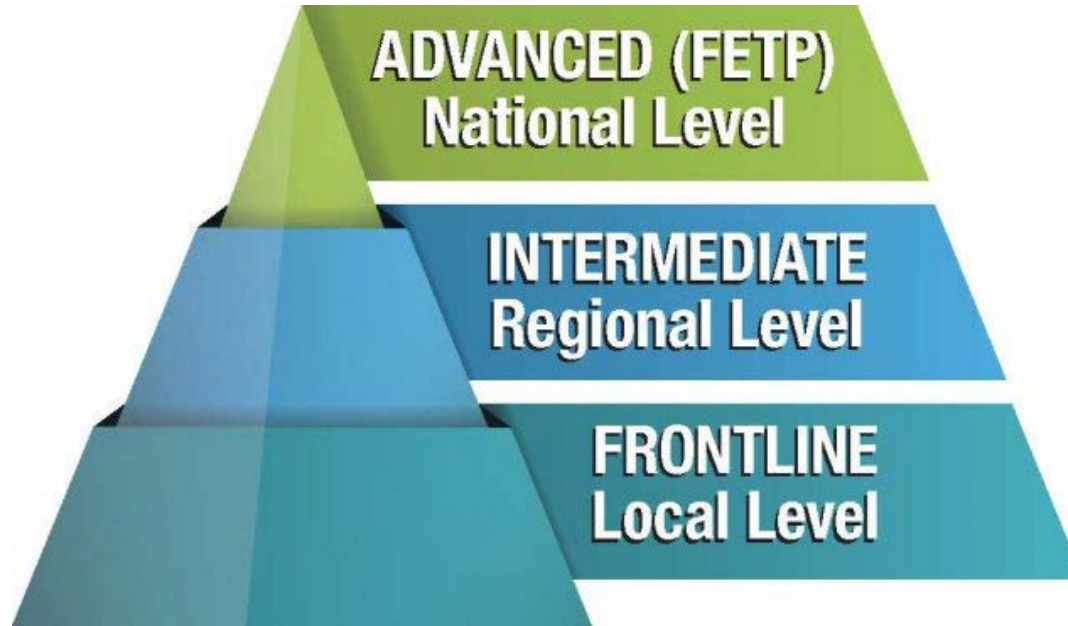 ADVANCED (FETP)
National Level
INTERMEDIATE
Regional Level
FRONTLINE
Local Level